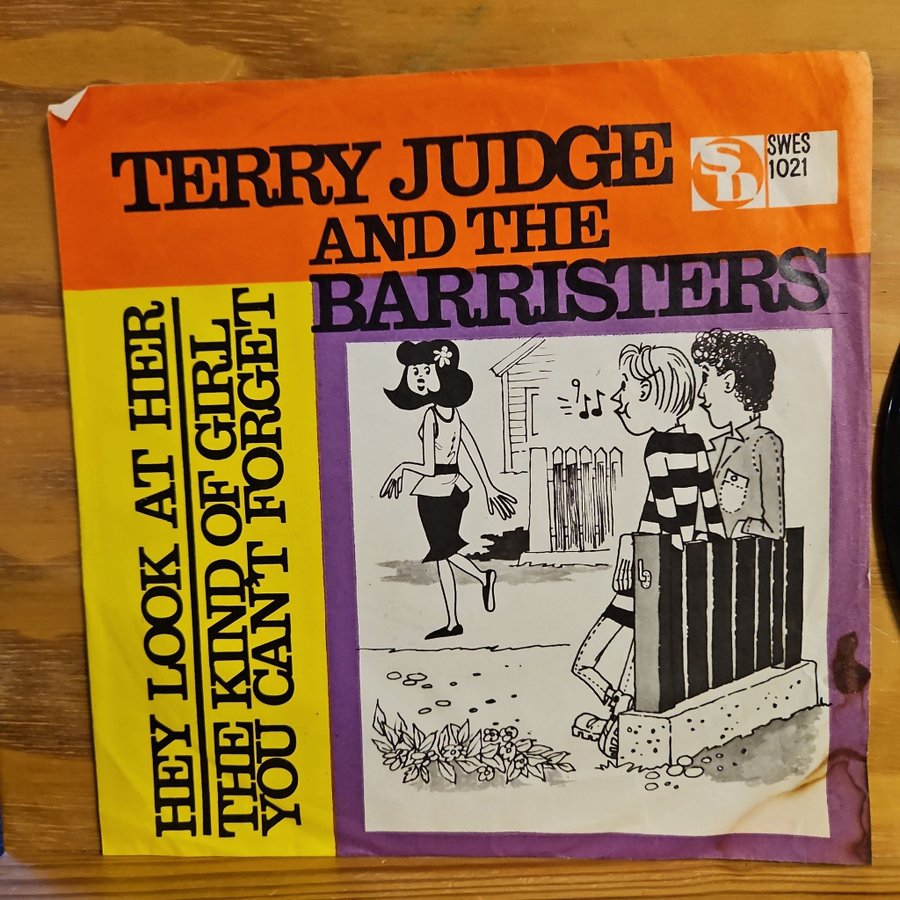 TERRY JUDGE
AND THE
BARRISTERS
SD
SWES
1021
HEY LOOK AT HER
THE KIND OF GIRL
YOU CAN'T FORGET